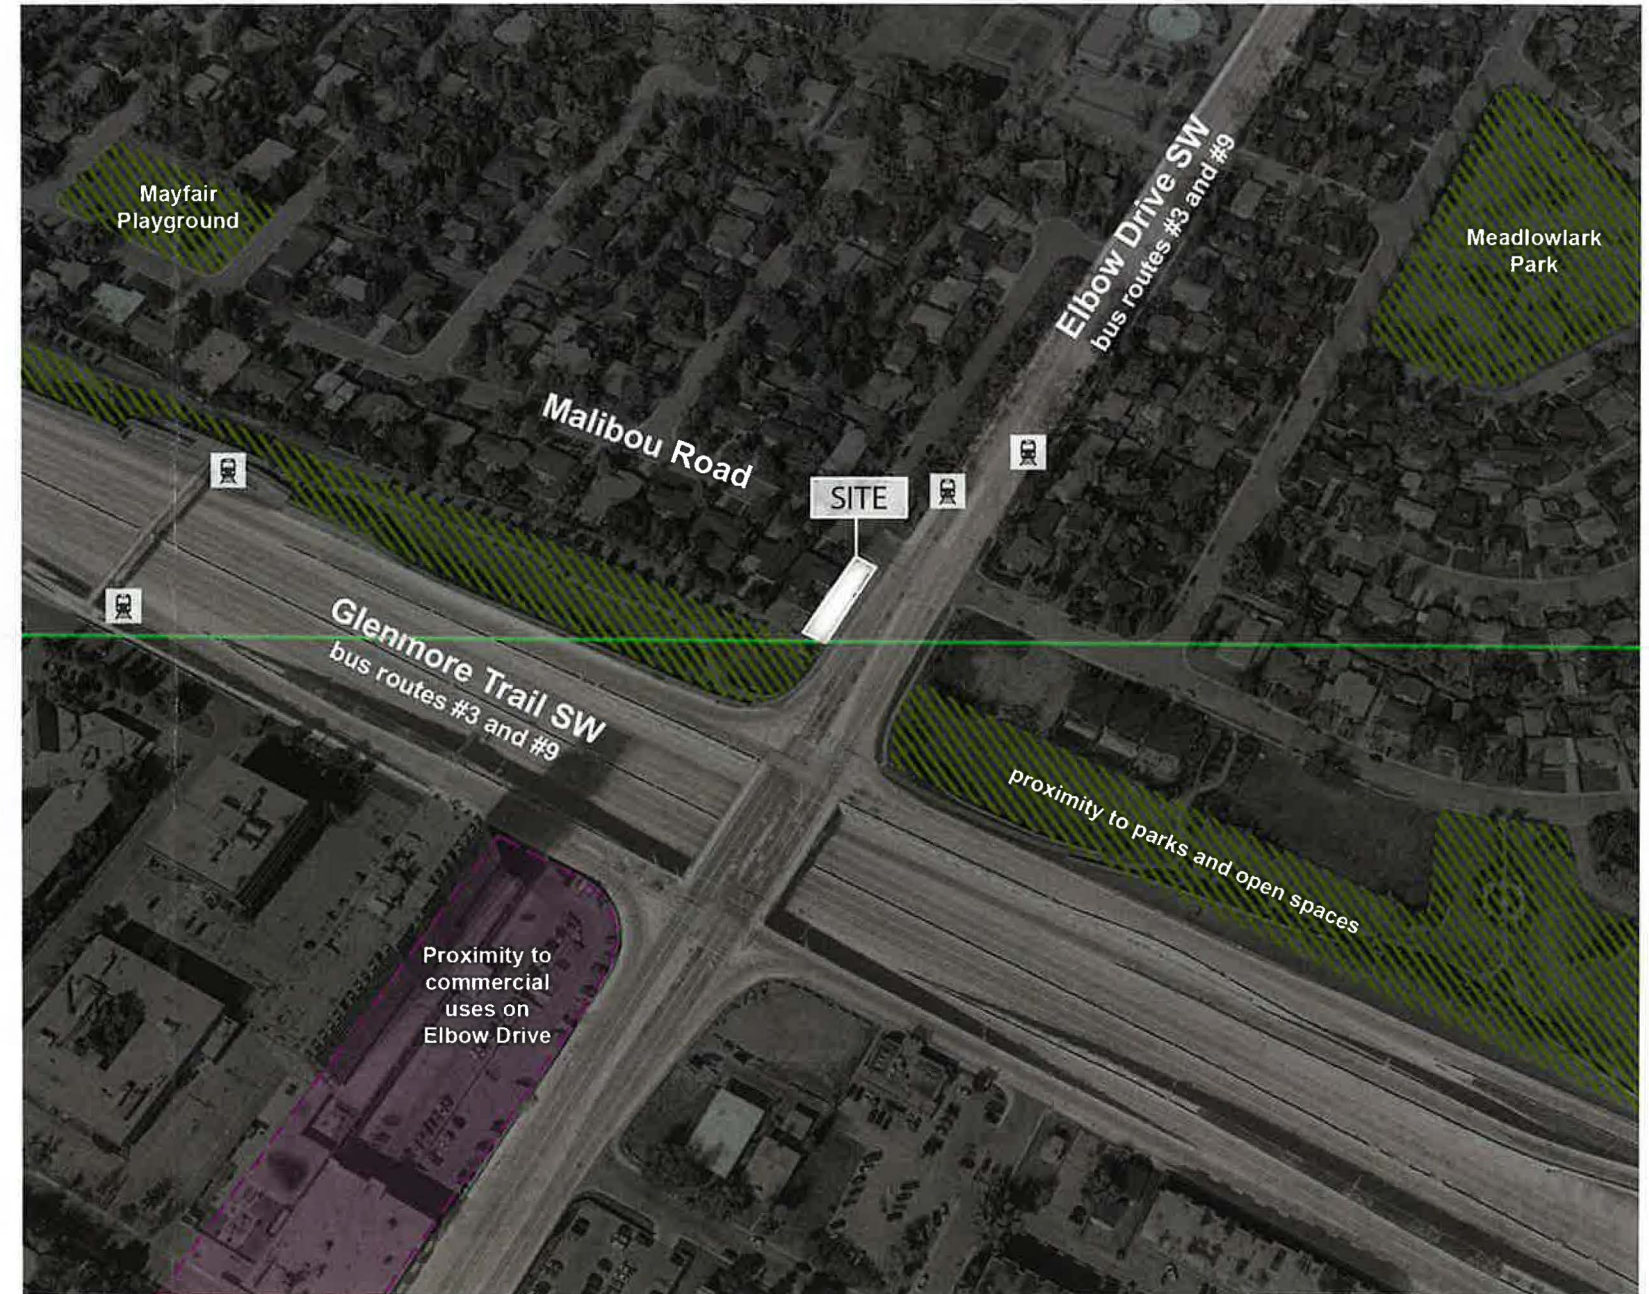 Elbow Drive SW
bus routes #3 and #9
Mayfair
Playground
Meadlowlark
Park
Malibou Road
SITE
Glenmore Trail SW
bus routes #3 and #9
proximity to parks and open spaces
Proximity to
commercial
uses on
Elbow Drive